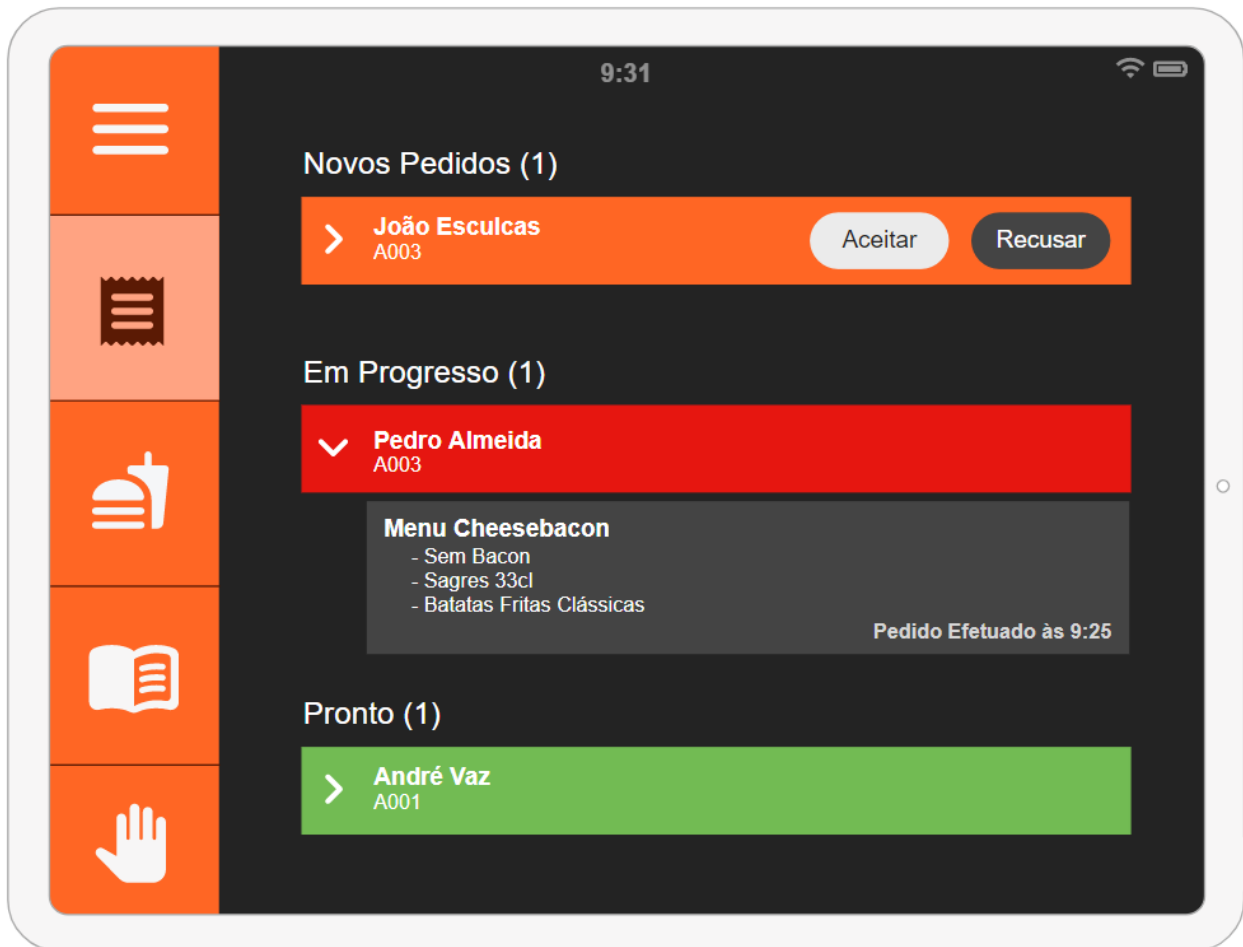 9:31
Novos Pedidos (1)
João Esculcas
A003
Aceitar
Recusar
Em Progresso (1)
Pedro Almeida
A003
Menu Cheesebacon
- Sem Bacon
- Sagres 33cl
- Batatas Fritas Clássicas
Pedido Efetuado às 9:25
Pronto (1)
André Vaz
A001